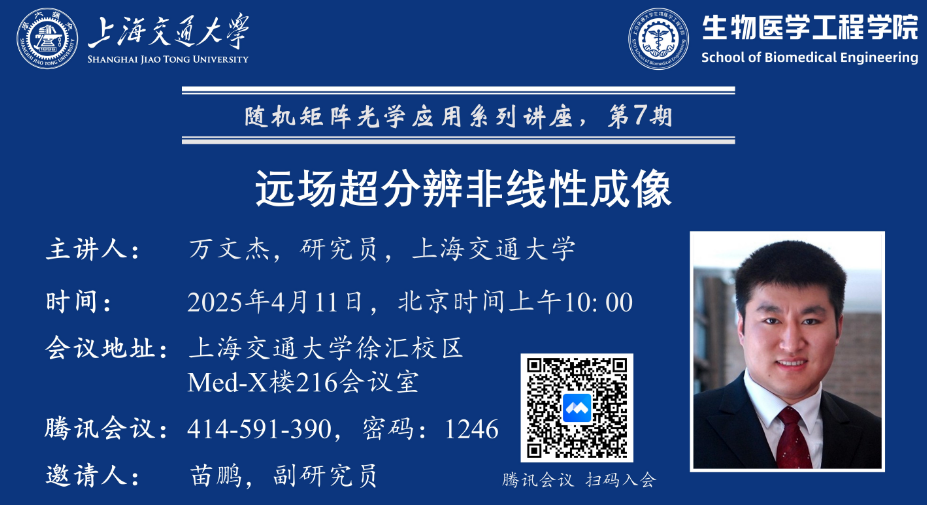 上海交通大学
SHANGHAI JIAO TONG UNIVERSITY
生物医学工程学院
School of Biomedical Engineering
随机矩阵光学应用系列讲座，第7期
远场超分辨非线性成像
主讲人： 万文杰，研究员，上海交通大学
时间： 2025年4月11日，北京时间上午10: 00
会议地址： 上海交通大学徐汇校区
Med-X楼216会议室
腾讯会议： 414-591-390，密码：1246
邀请人： 苗鹏，副研究员
腾讯会议 扫码入会